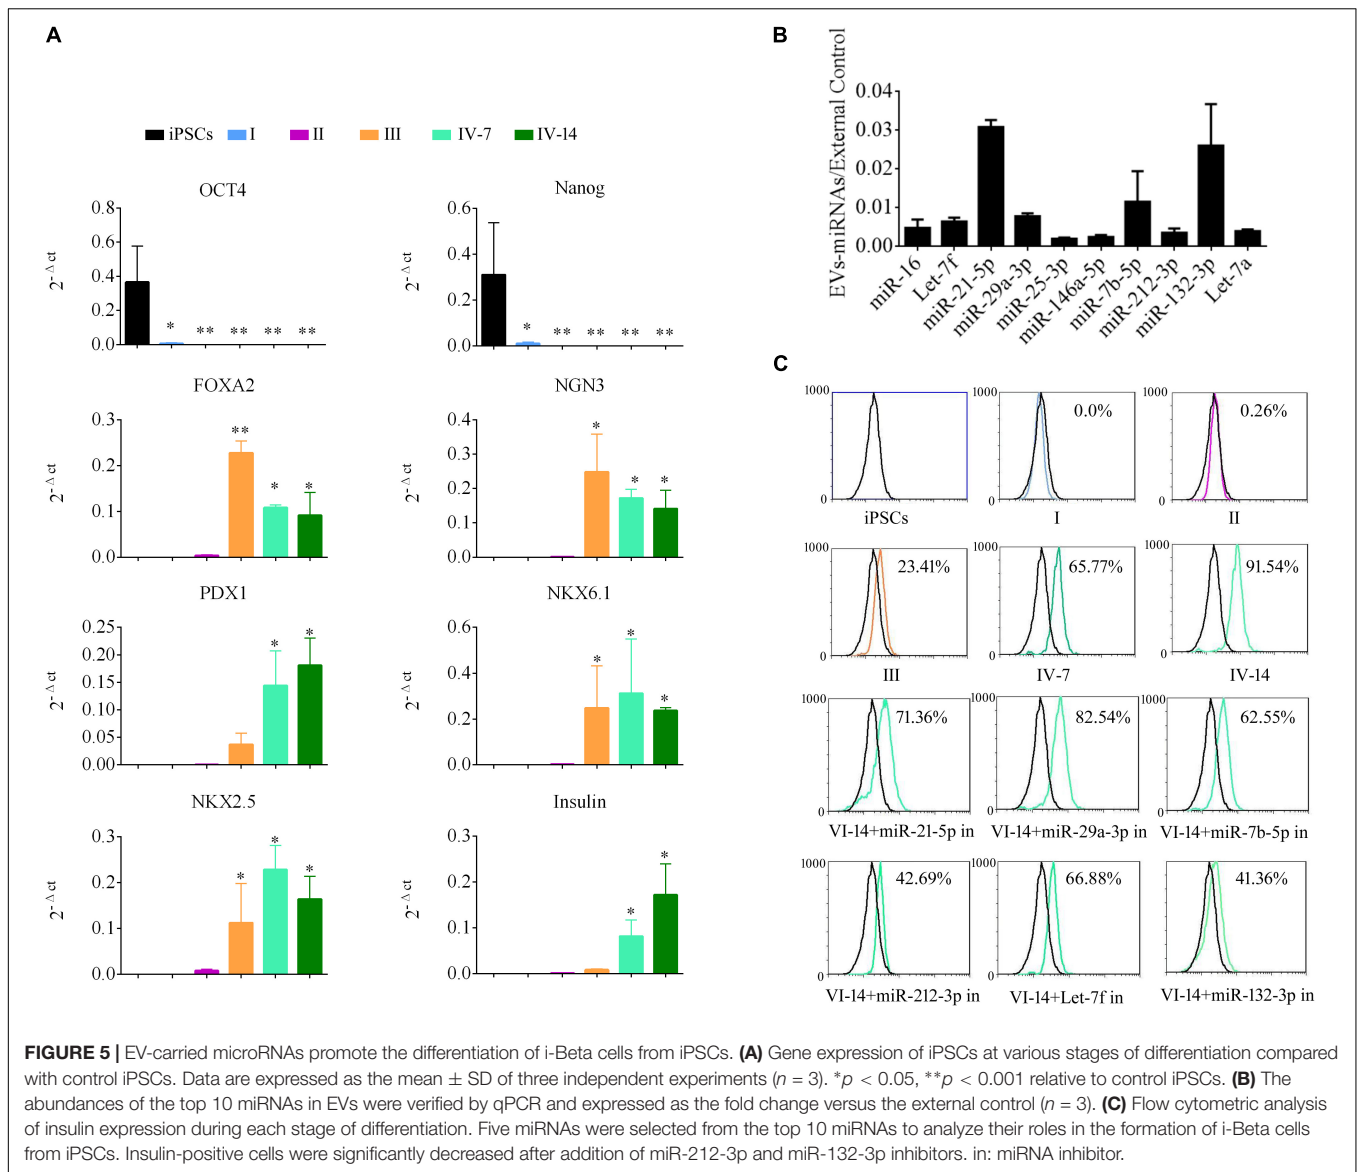 A
iPSCs I II III IV-7 IV-14
OCT4
2-Δct
0.8
0.6
0.4
0.2
0.0
* ** ** ** **
Nanog
2-Δct
0.6
0.4
0.2
0.0
* ** ** ** **
FOXA2
2-Δct
0.3
0.2
0.1
0.0
** * *
NGN3
2-Δct
0.4
0.3
0.2
0.1
0.0
* * *
PDX1
2-Δct
0.25
0.20
0.15
0.10
0.05
0.00
* *
NKX6.1
2-Δct
0.6
0.4
0.2
0.0
* * *
NKX2.5
2-Δct
0.3
0.2
0.1
0.0
* * *
Insulin
2-Δct
0.3
0.2
0.1
0.0
* *
B
EVs-miRNAs/External Control
0.04
0.03
0.02
0.01
0.00
miR-16
Let-7f
miR-21-5p
miR-29a-3p
miR-25-3p
miR-146a-5p
miR-7b-5p
miR-212-3p
miR-132-3p
Let-7a
C
1000
0
iPSCs
1000
0.0%
0
I
1000
0.26%
0
II
1000
23.41%
0
III
1000
65.77%
0
IV-7
1000
91.54%
0
IV-14
1000
71.36%
0
VI-14+miR-21-5p in
1000
82.54%
0
VI-14+miR-29a-3p in
1000
62.55%
0
VI-14+miR-7b-5p in
1000
42.69%
0
VI-14+miR-212-3p in
1000
66.88%
0
VI-14+Let-7f in
1000
41.36%
0
VI-14+miR-132-3p in
FIGURE 5 | EV-carried microRNAs promote the differentiation of i-Beta cells from iPSCs. (A) Gene expression of iPSCs at various stages of differentiation compared
with control iPSCs. Data are expressed as the mean ± SD of three independent experiments (n = 3). *p < 0.05, **p < 0.001 relative to control iPSCs. (B) The
abundances of the top 10 miRNAs in EVs were verified by qPCR and expressed as the fold change versus the external control (n = 3). (C) Flow cytometric analysis
of insulin expression during each stage of differentiation. Five miRNAs were selected from the top 10 miRNAs to analyze their roles in the formation of i-Beta cells
from iPSCs. Insulin-positive cells were significantly decreased after addition of miR-212-3p and miR-132-3p inhibitors. in: miRNA inhibitor.